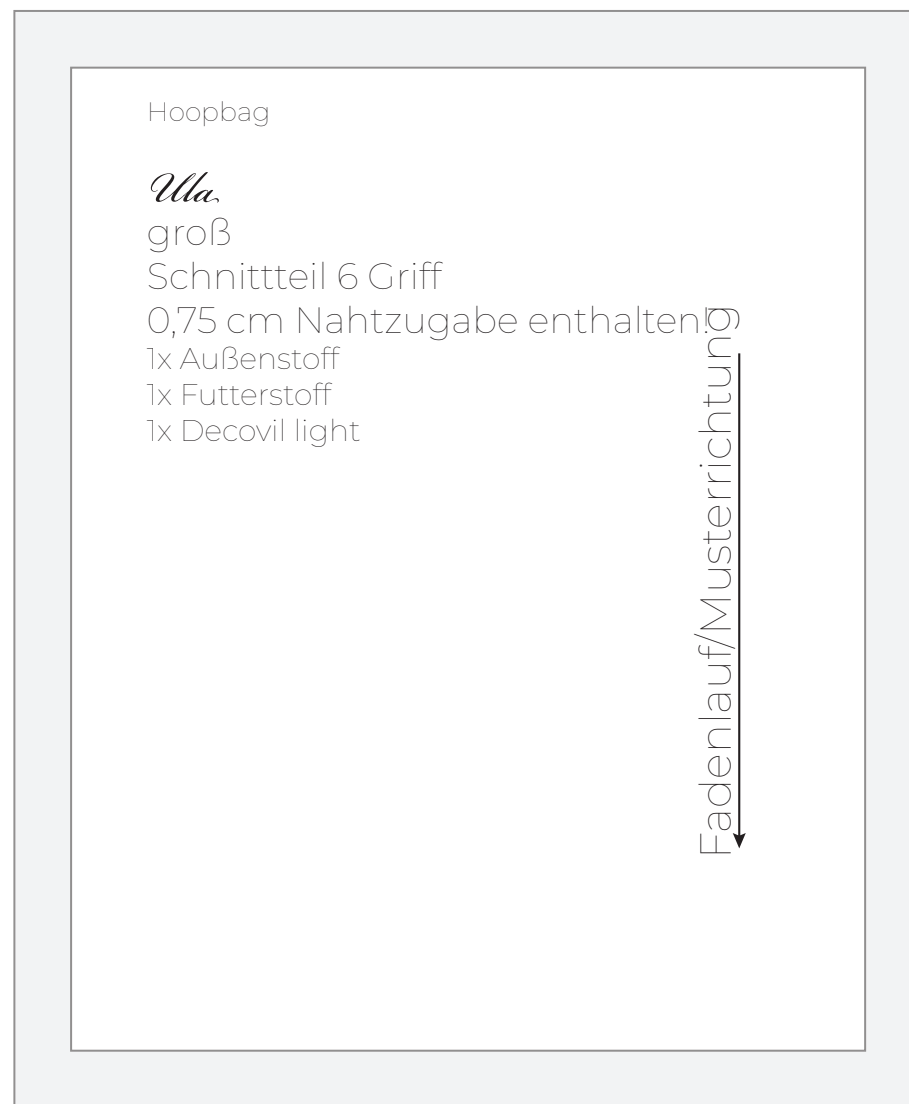 Hoopbag
Ula
groß
Schnittteil 6 Griff
0,75 cm Nahtzugabe enthalten!
1x Außenstoff
1x Futterstoff
1x Decovil light
Fadenlauf/Musterrichtung